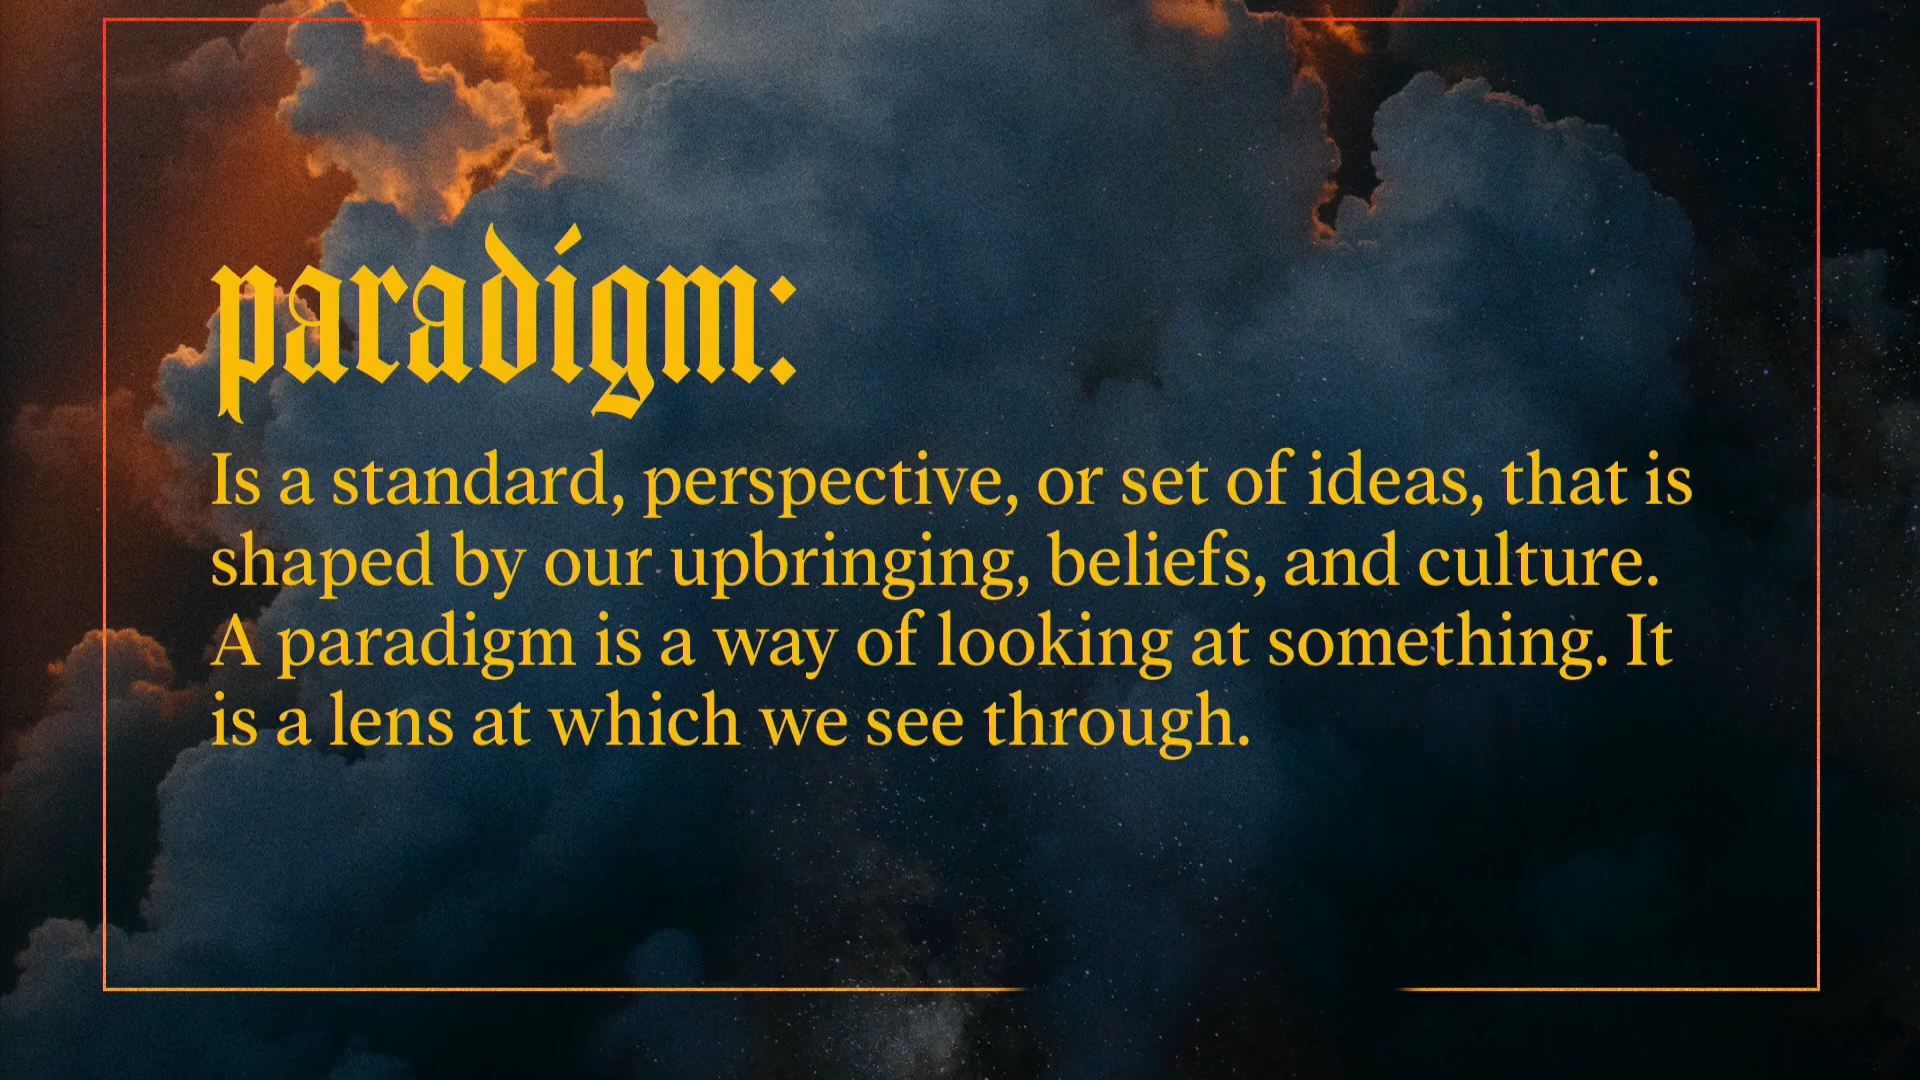 paradigm:
Is a standard, perspective, or set of ideas, that is
shaped by our upbringing, beliefs, and culture.
A paradigm is a way of looking at something. It
is a lens at which we see through.